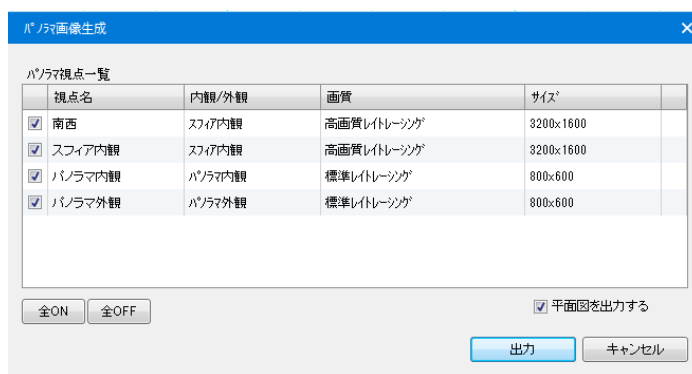 ﾊﾟﾉﾗﾏ画像生成
ﾊﾟﾉﾗﾏ視点一覧
視点名 内観/外観 画質 ｻｲｽﾞ
南西 ｽﾌｨｱ内観 高画質ﾚｲﾄﾚｰｼﾝｸﾞ 3200x1600
スフィア内観 ｽﾌｨｱ内観 高画質ﾚｲﾄﾚｰｼﾝｸﾞ 3200x1600
パノラマ内観 ﾊﾟﾉﾗﾏ内観 標準ﾚｲﾄﾚｰｼﾝｸﾞ 800x600
パノラマ外観 ﾊﾟﾉﾗﾏ外観 標準ﾚｲﾄﾚｰｼﾝｸﾞ 800x600
全ON 全OFF 平面図を出力する
出力 キャンセル